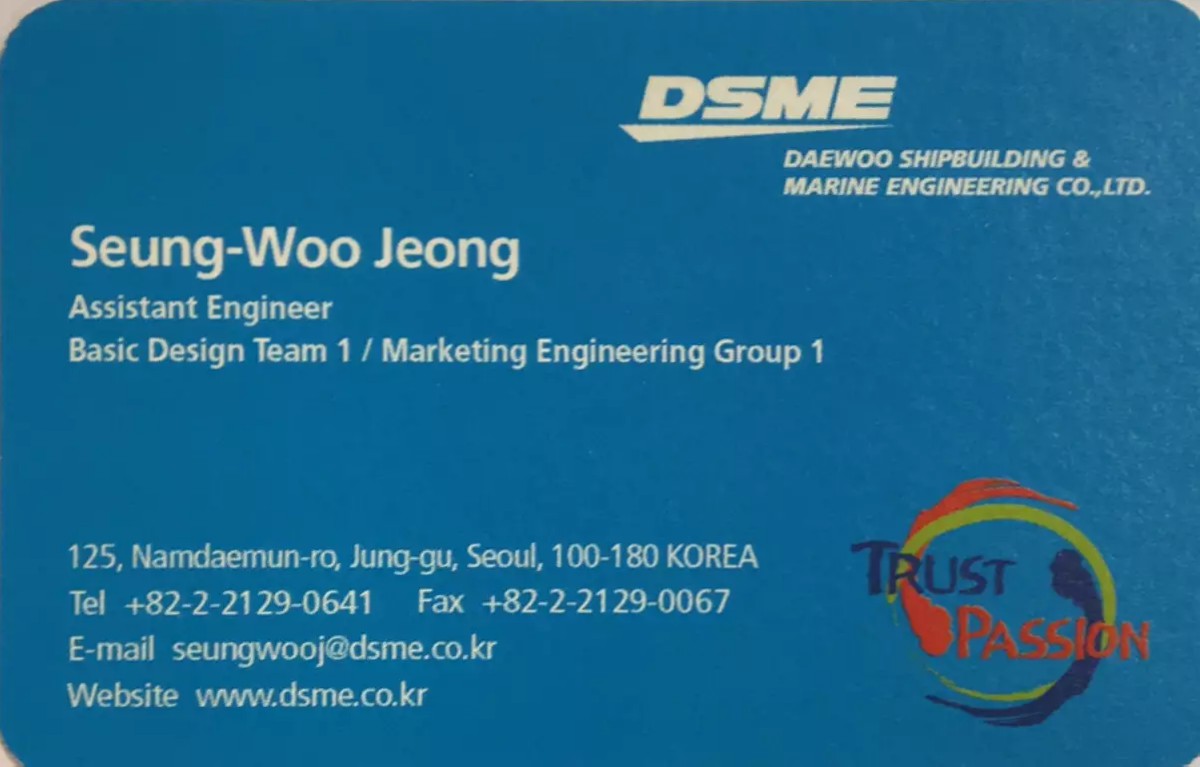 DSME
DAEWOO SHIPBUILDING &
MARINE ENGINEERING CO.,LTD.
Seung-Woo Jeong
Assistant Engineer
Basic Design Team 1 / Marketing Engineering Group 1
125, Namdaemun-ro, Jung-gu, Seoul, 100-180 KOREA
Tel +82-2-2129-0641 Fax +82-2-2129-0067
E-mail seungwooj@dsme.co.kr
Website www.dsme.co.kr
TRUST
PASSION